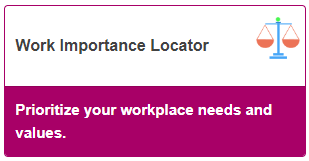 Work Importance Locator
Prioritize your workplace needs and
values.